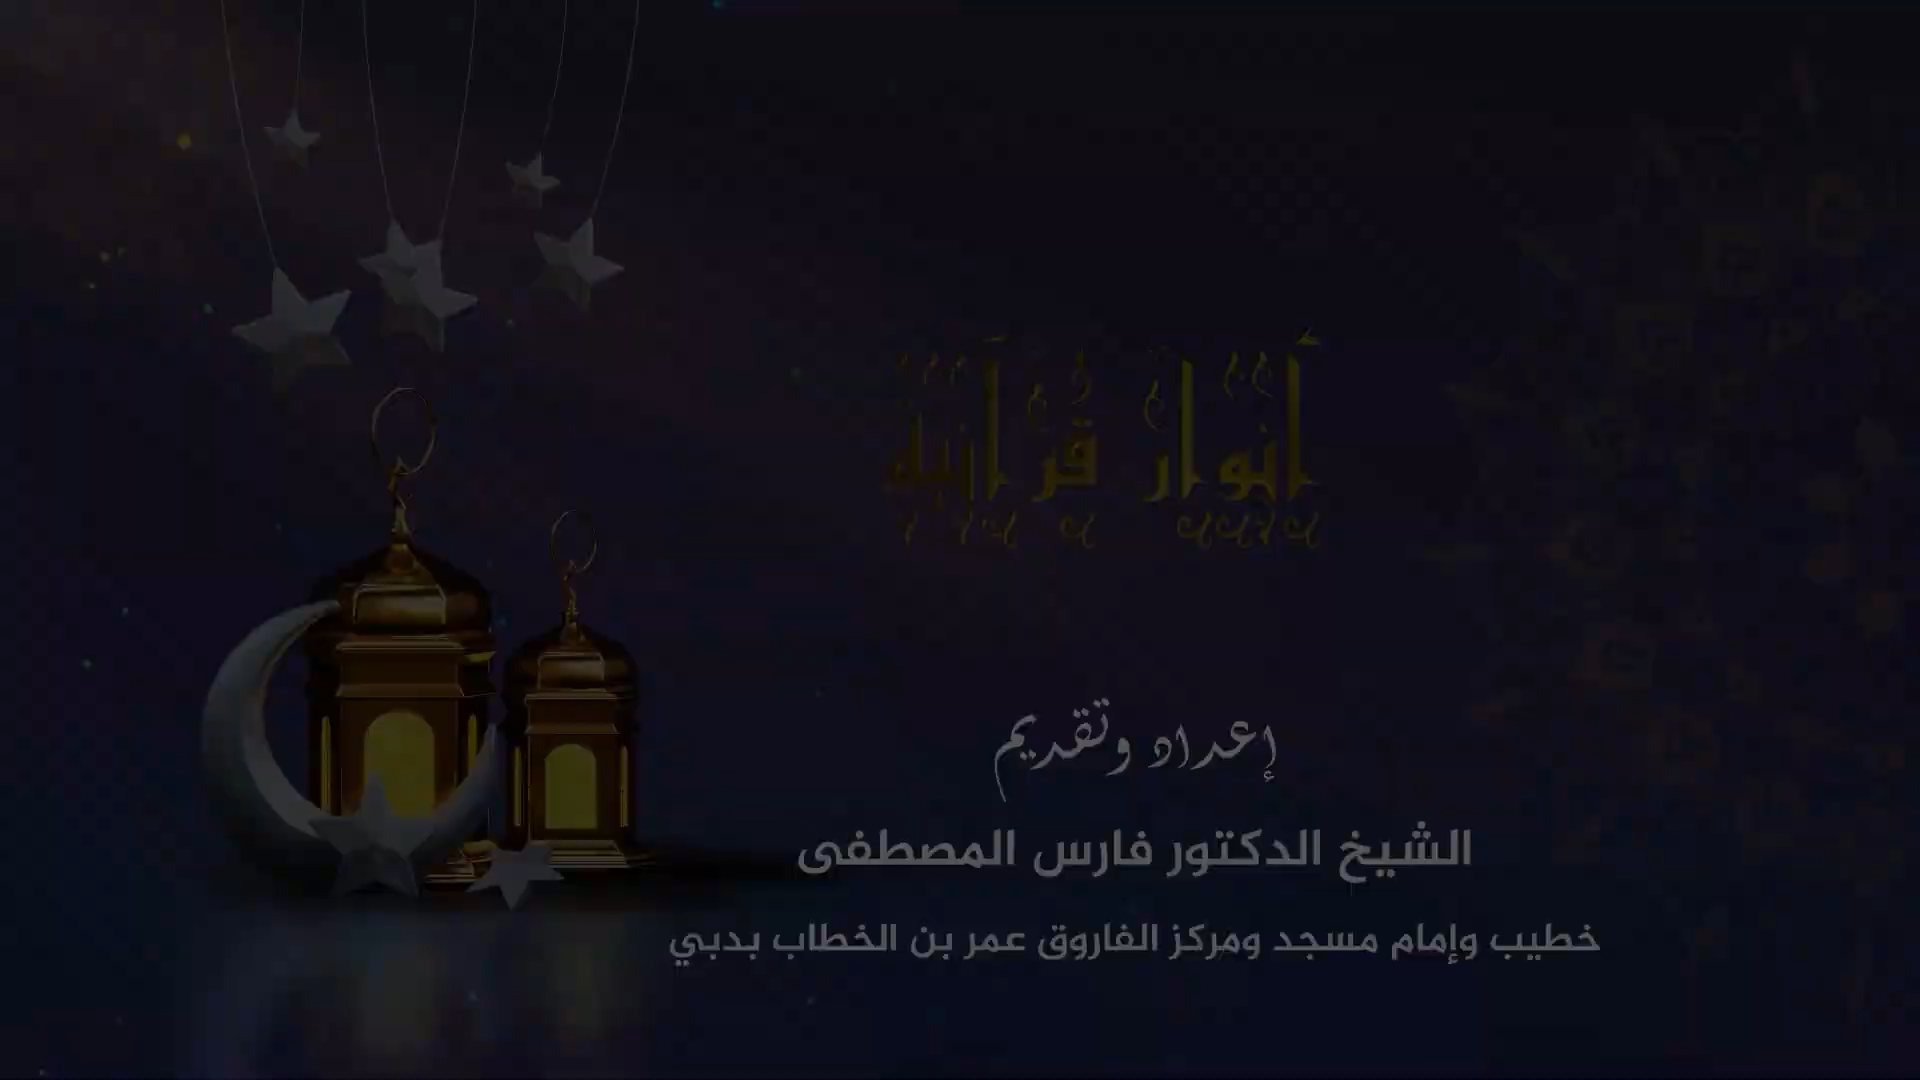 أنوار قرآنية
إعداد وتقديم
الشيخ الدكتور فارس المصطفى
خطيب وإمام مسجد ومركز الفاروق عمر بن الخطاب بدبي